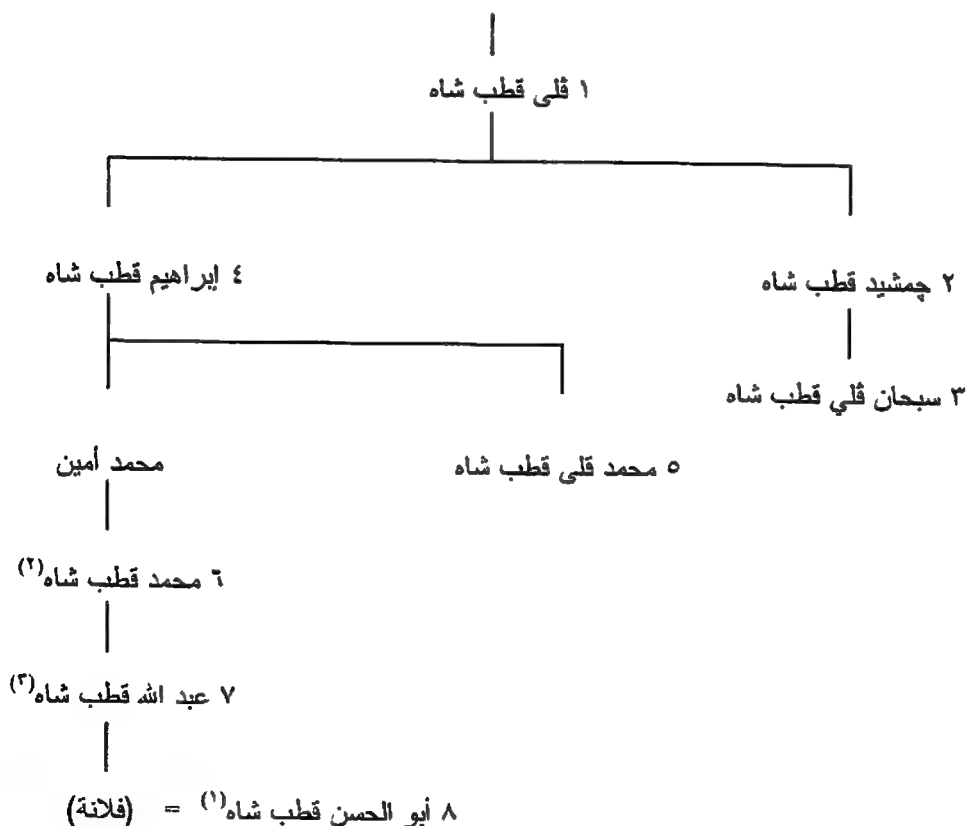 ١ قلى قطب شاه
٢ چمشيد قطب شاه
٤ إبراهيم قطب شاه
٣ سبحان قلي قطب شاه
٥ محمد قلى قطب شاه
محمد أمين
٦ محمد قطب شاه(٢)
٧ عبد الله قطب شاه(٣)
٨ أبو الحسن قطب شاه(١) = (فلانة)